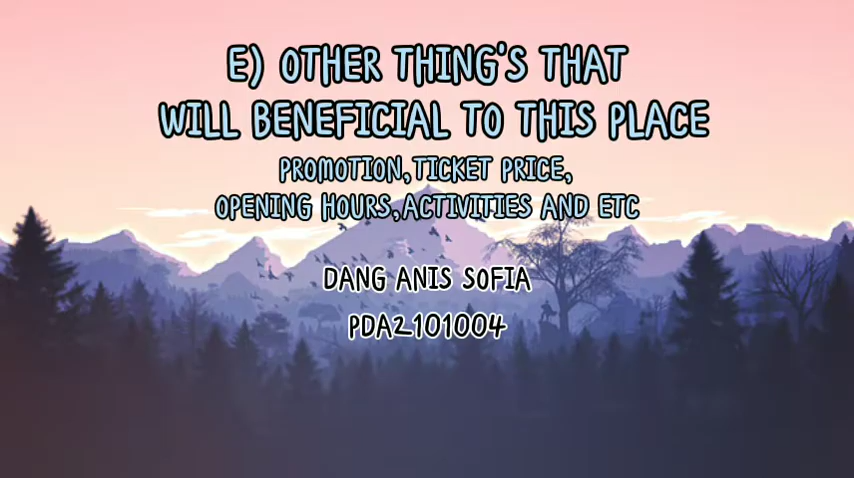 E) OTHER THING'S THAT
WILL BENEFICIAL TO THIS PLACE
PROMOTION,TICKET PRICE,
OPENING HOURS,ACTIVITIES AND ETC
DANG ANIS SOFIA
PDA2101004